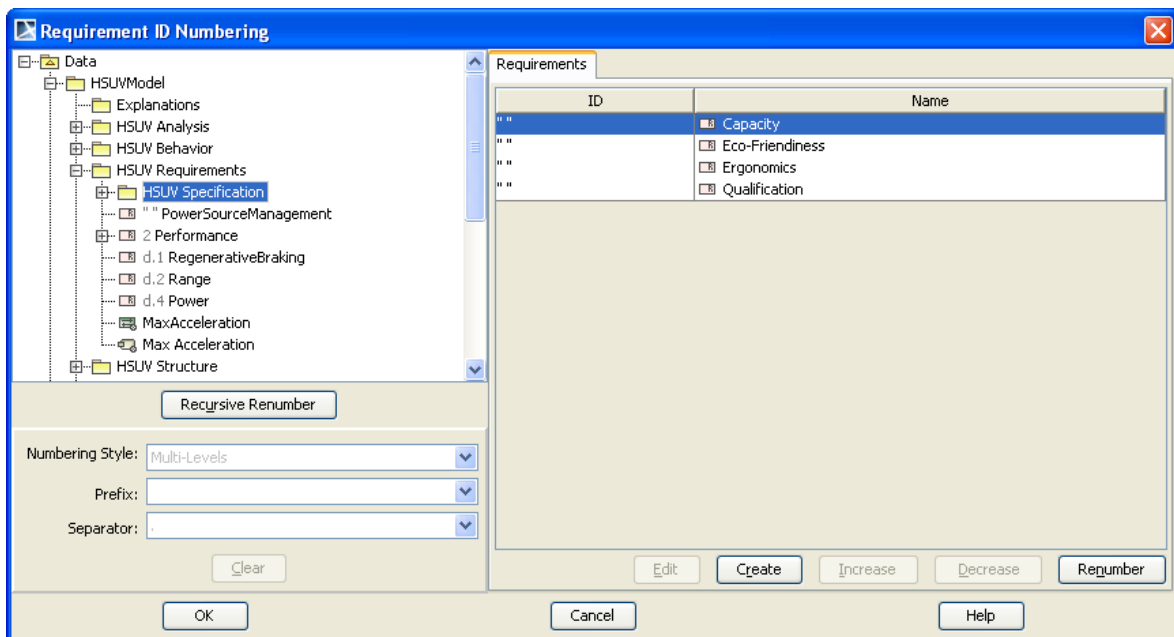 Requirement ID Numbering
Data
HSUVModel
Explanations
HSUV Analysis
HSUV Behavior
HSUV Requirements
HSUV Specification
" " PowerSourceManagement
2 Performance
d.1 RegenerativeBraking
d.2 Range
d.4 Power
MaxAcceleration
Max Acceleration
HSUV Structure
Recursive Renumber
Numbering Style: Multi-Levels
Prefix:
Separator: .
Clear
Requirements
ID Name
" " Capacity
" " Eco-Friendiness
" " Ergonomics
" " Qualification
Edit Create Increase Decrease Renumber
OK Cancel Help